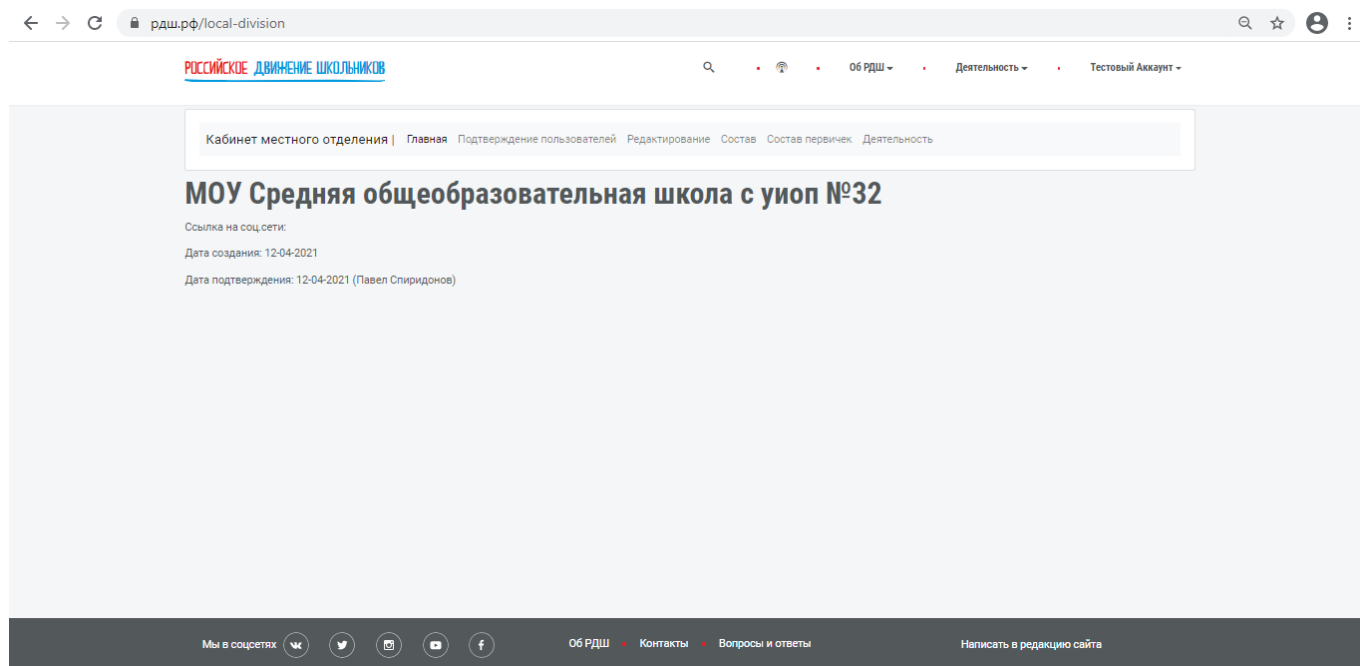 рдш.рф/local-division
РОССИЙСКОЕ ДВИЖЕНИЕ ШКОЛЬНИКОВ
Об РДШ
Деятельность
Тестовый Аккаунт
Кабинет местного отделения | Главная Подтверждение пользователей Редактирование Состав Состав первичек Деятельность
МОУ Средняя общеобразовательная школа с уиоп №32
Ссылка на соц.сети:
Дата создания: 12-04-2021
Дата подтверждения: 12-04-2021 (Павел Спиридонов)
Мы в соцсетях
Об РДШ
Контакты
Вопросы и ответы
Написать в редакцию сайта